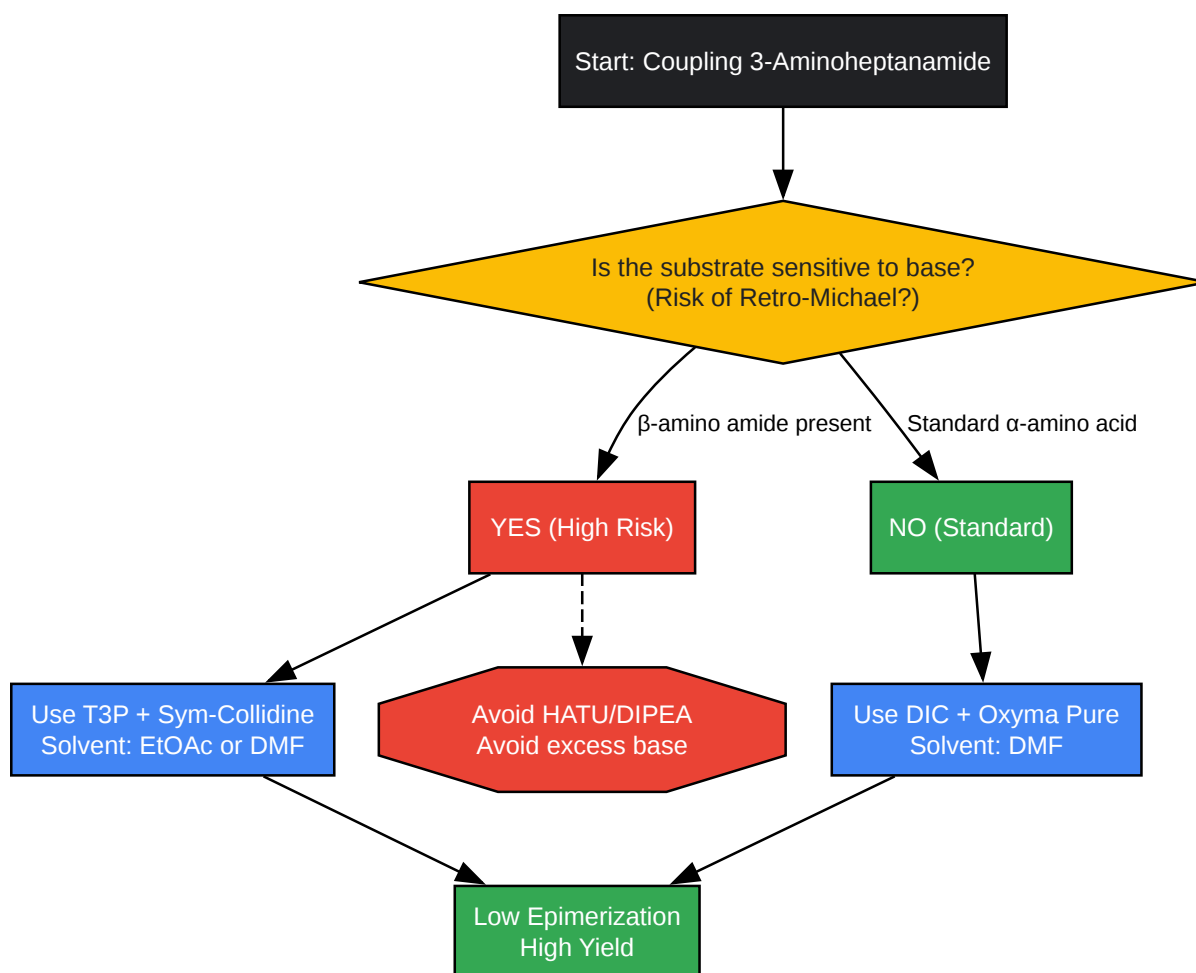 Start: Coupling 3-Aminoheptanamide
Is the substrate sensitive to base?
(Risk of Retro-Michael?)
β-amino amide present
Standard α-amino acid
YES (High Risk)
NO (Standard)
Use T3P + Sym-Collidine
Solvent: EtOAc or DMF
Avoid HATU/DIPEA
Avoid excess base
Use DIC + Oxyma Pure
Solvent: DMF
Low Epimerization
High Yield